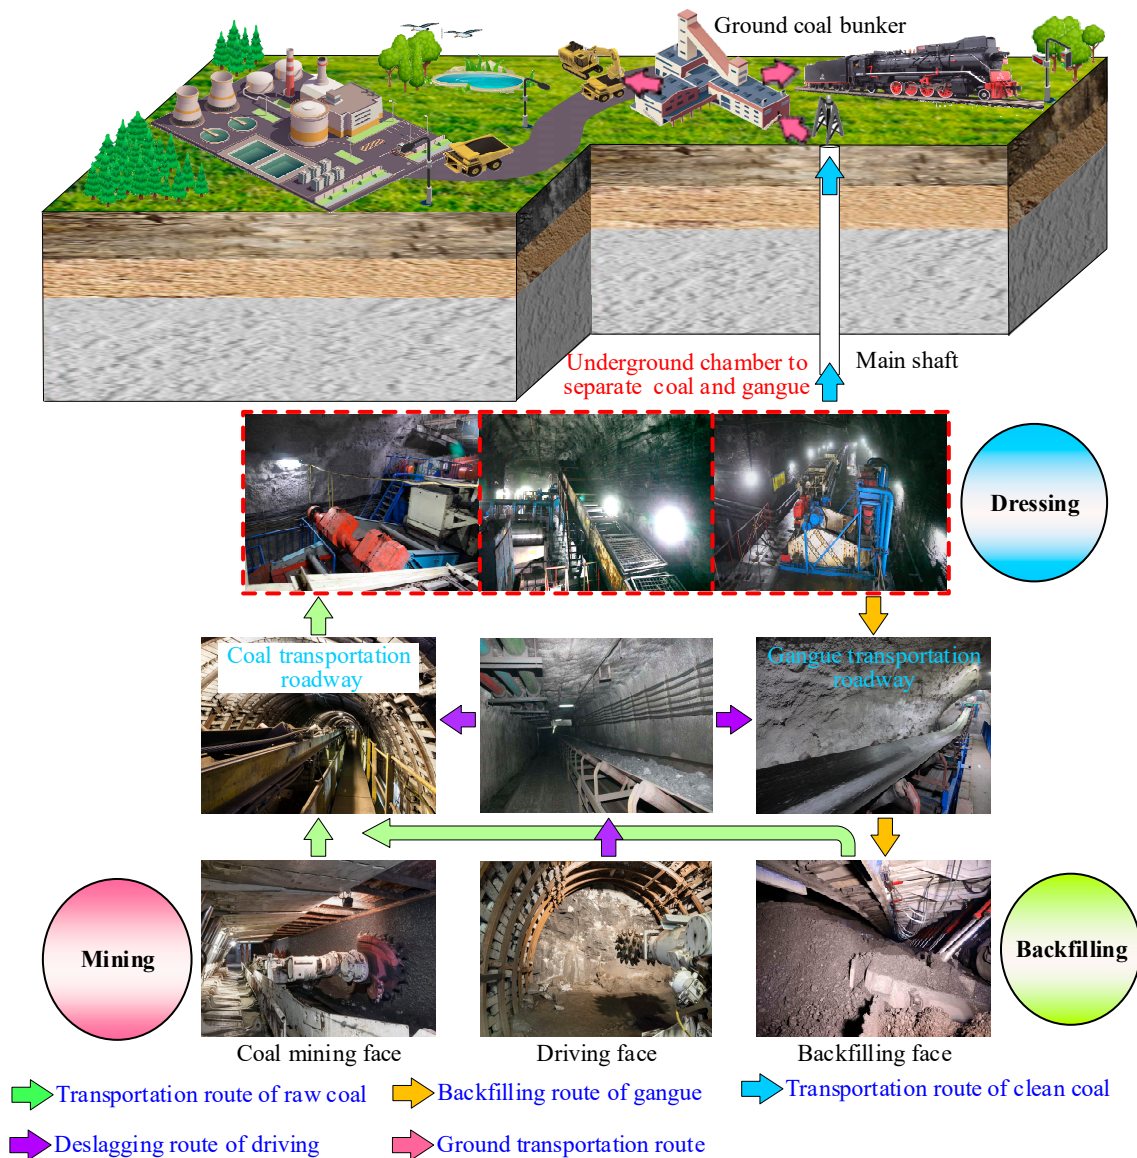 Ground coal bunker
Underground chamber to
separate coal and gangue
Main shaft
Dressing
Coal transportation
roadway
Gangue transportation
roadway
Mining
Backfilling
Coal mining face
Driving face
Backfilling face
Transportation route of raw coal
Backfilling route of gangue
Transportation route of clean coal
Deslagging route of driving
Ground transportation route